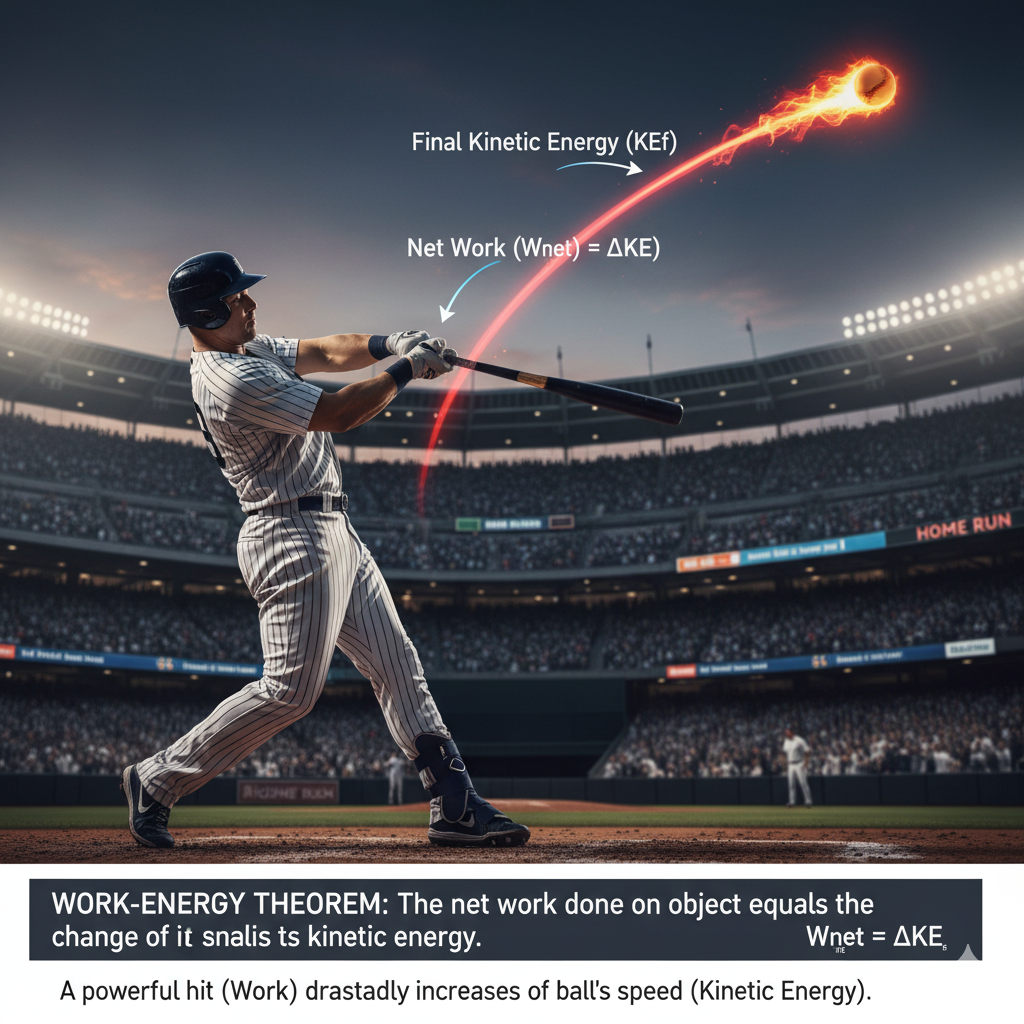 Final Kinetic Energy (KEf)
Net Work (Wnet) = ΔKE)
HOME RUN
WORK-ENERGY THEOREM: The net work done on object equals the
change of it snalis ts kinetic energy.
Wnet = ΔKE
A powerful hit (Work) drastadly increases of ball's speed (Kinetic Energy).